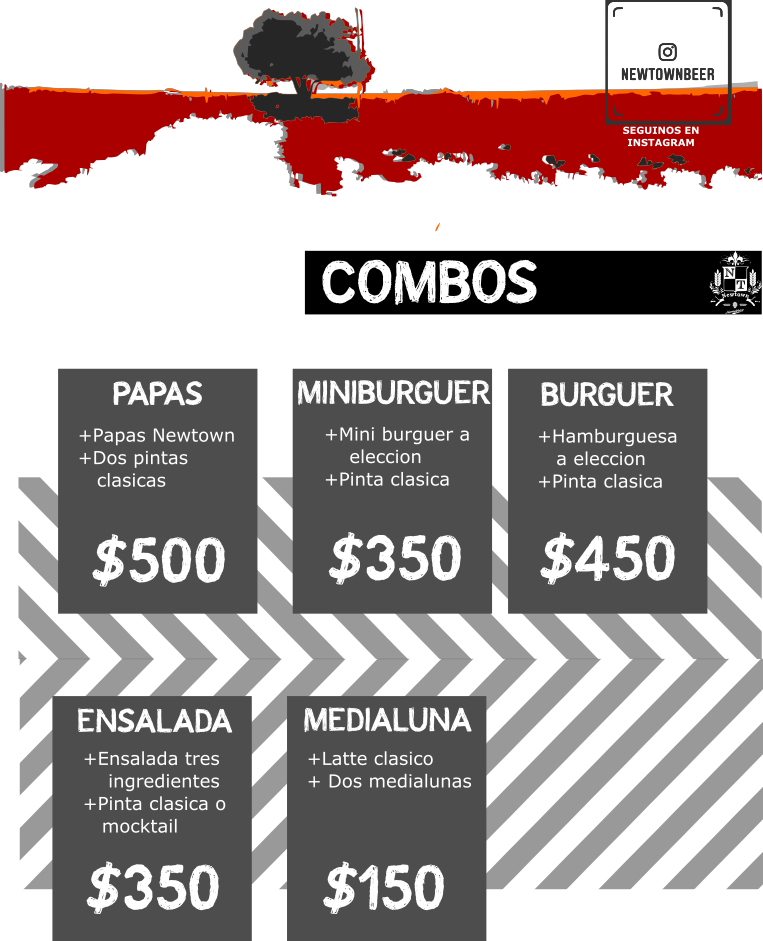 NEWTOWNBEER
SEGUINOS EN
INSTAGRAM
COMBOS
N
T
Newtown
PAPAS
+Papas Newtown
+Dos pintas
clasicas
$500
MINIBURGUER
+Mini burguer a
eleccion
+Pinta clasica
$350
BURGUER
+Hamburguesa
a eleccion
+Pinta clasica
$450
ENSALADA
+Ensalada tres
ingredientes
+Pinta clasica o
mocktail
$350
MEDIALUNA
+Latte clasico
+ Dos medialunas
$150